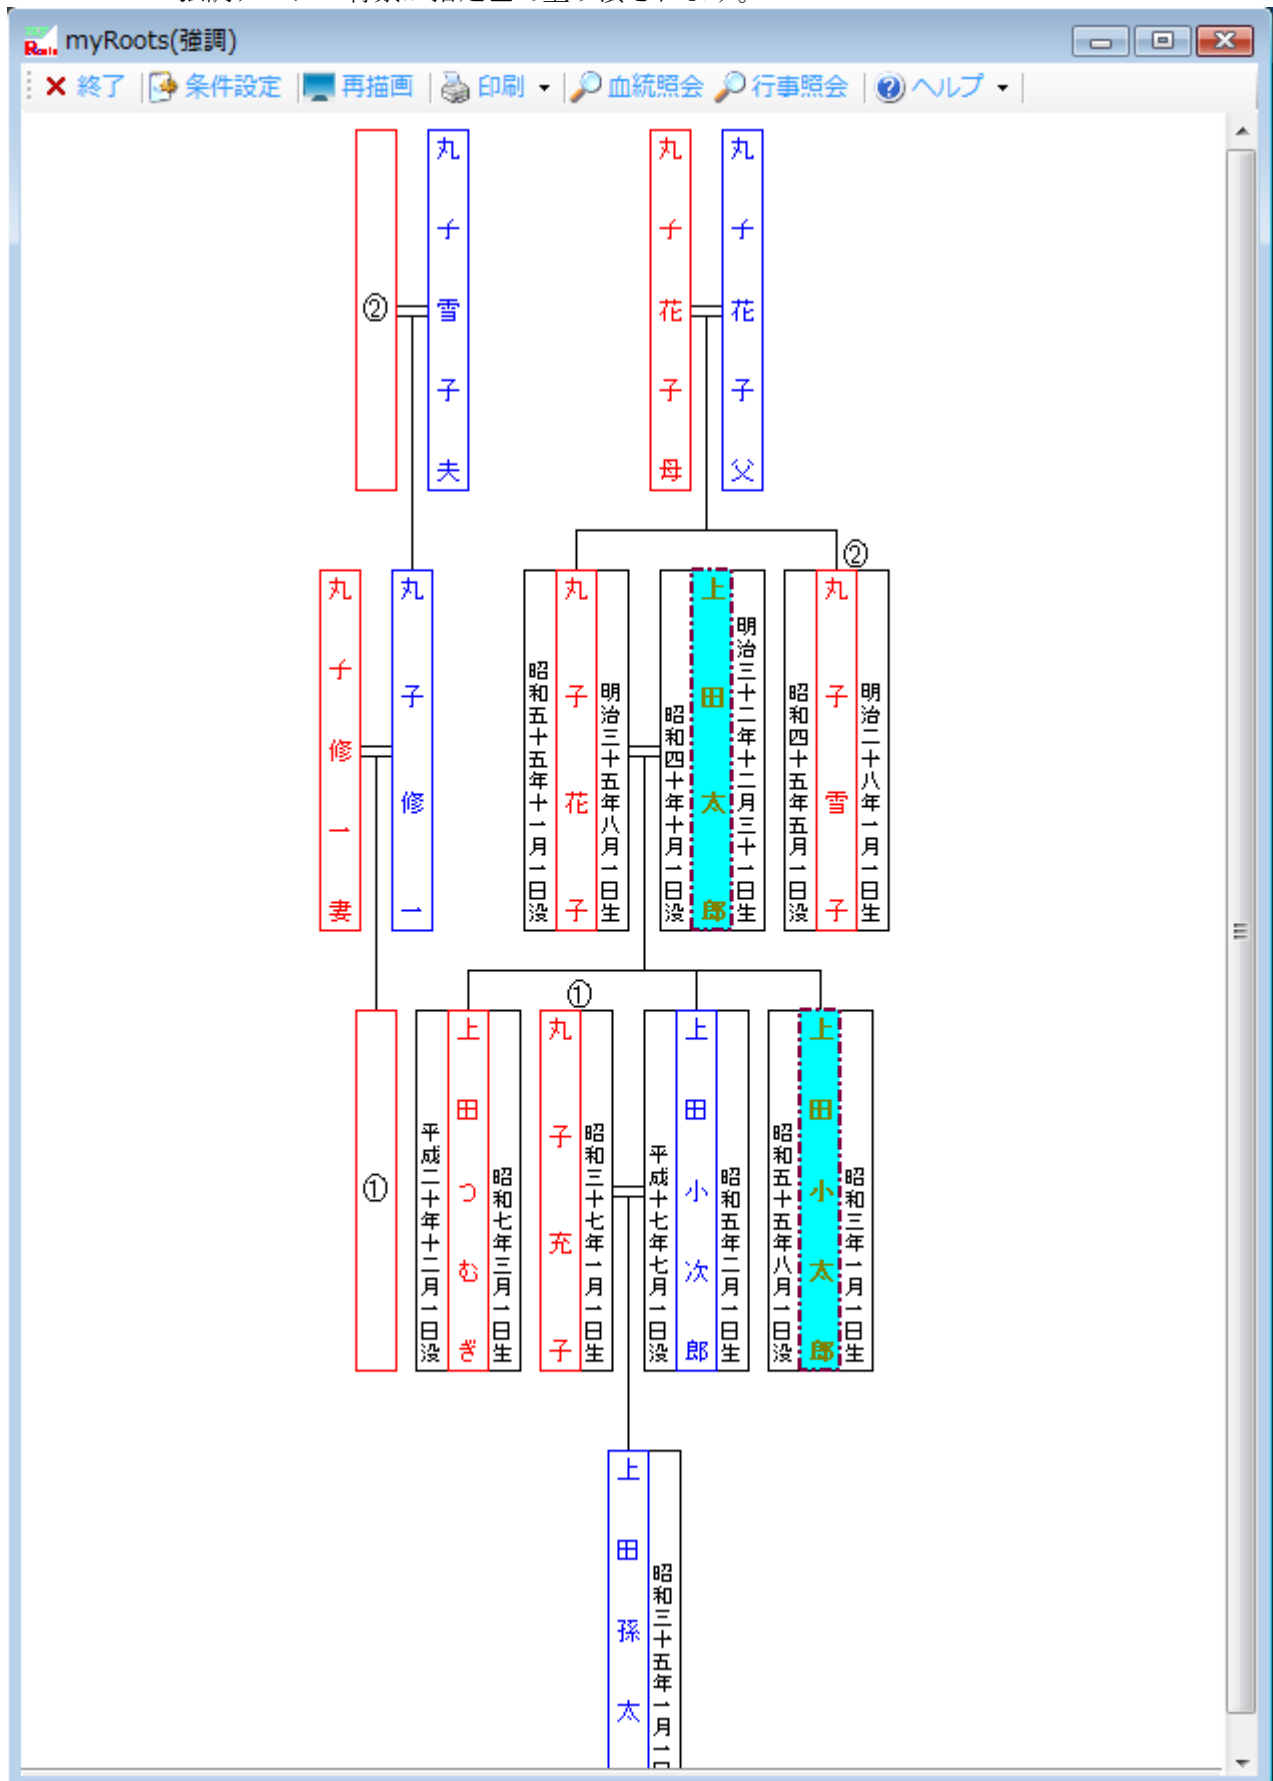 myRoots(強調)
終了 条件設定 再描画 印刷 血統照会 行事照会 ヘルプ
丸子花子父
丸子花子母
丸子雪子夫
②
②
明治二十八年一月一日生
丸子雪子
昭和四十五年五月一日没
明治三十二年十二月三十一日生
上田太郎
昭和四十年十月一日没
明治三十五年八月一日生
丸子花子
昭和五十五年十一月一日没
丸子修一
丸子修一妻
昭和三年一月一日生
上田小太郎
昭和五十五年八月一日没
昭和五年二月一日生
上田小次郎
平成十七年七月一日没
①
昭和三十七年一月一日生
丸子充子
昭和七年三月一日生
上田つむぎ
平成二十年十二月一日没
①
昭和三十五年一月一日
上田孫太